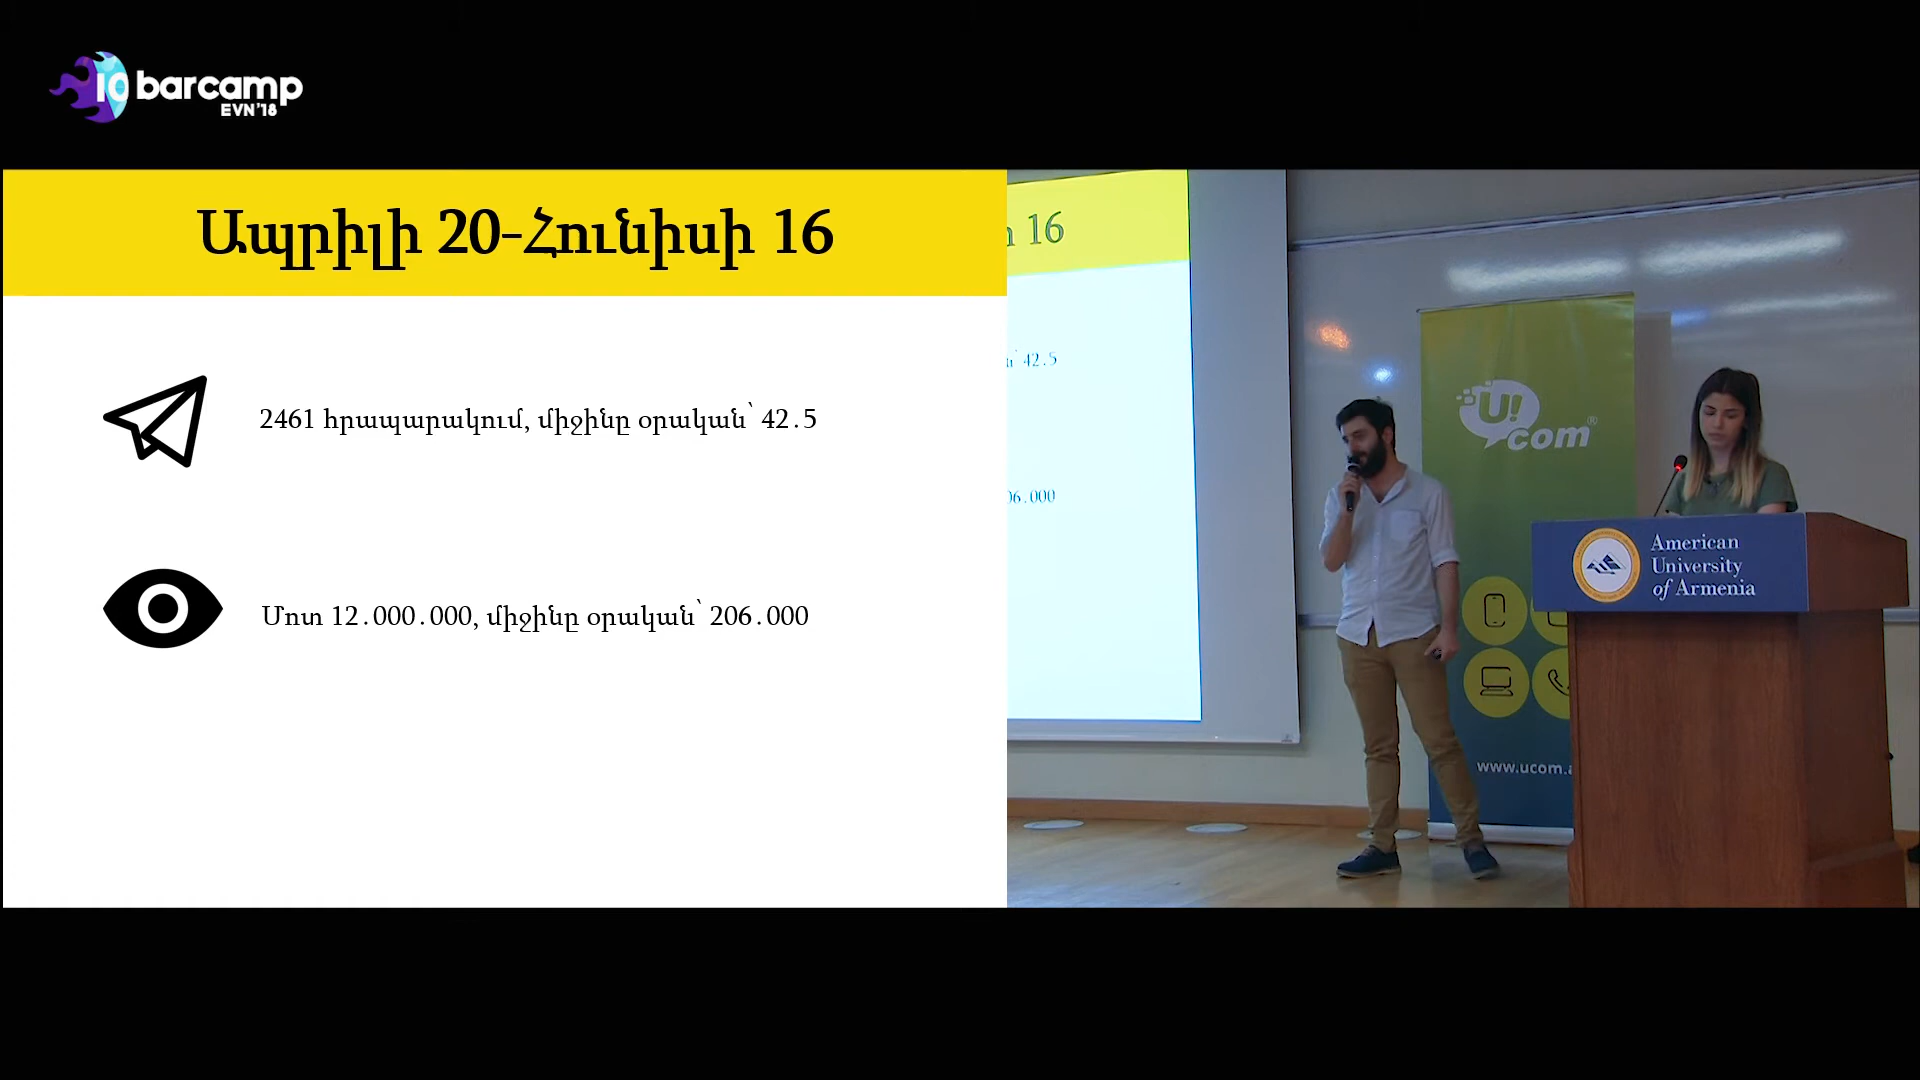 10 barcamp
EVN'18
Ապրիլի 20-Հունիսի 16
2461 հրապարակում, միջինը օրական՝ 42.5
Մոտ 12.000.000, միջինը օրական՝ 206.000
16
42.5
06.000
U!
com®
www.ucom.a
American
University
of Armenia